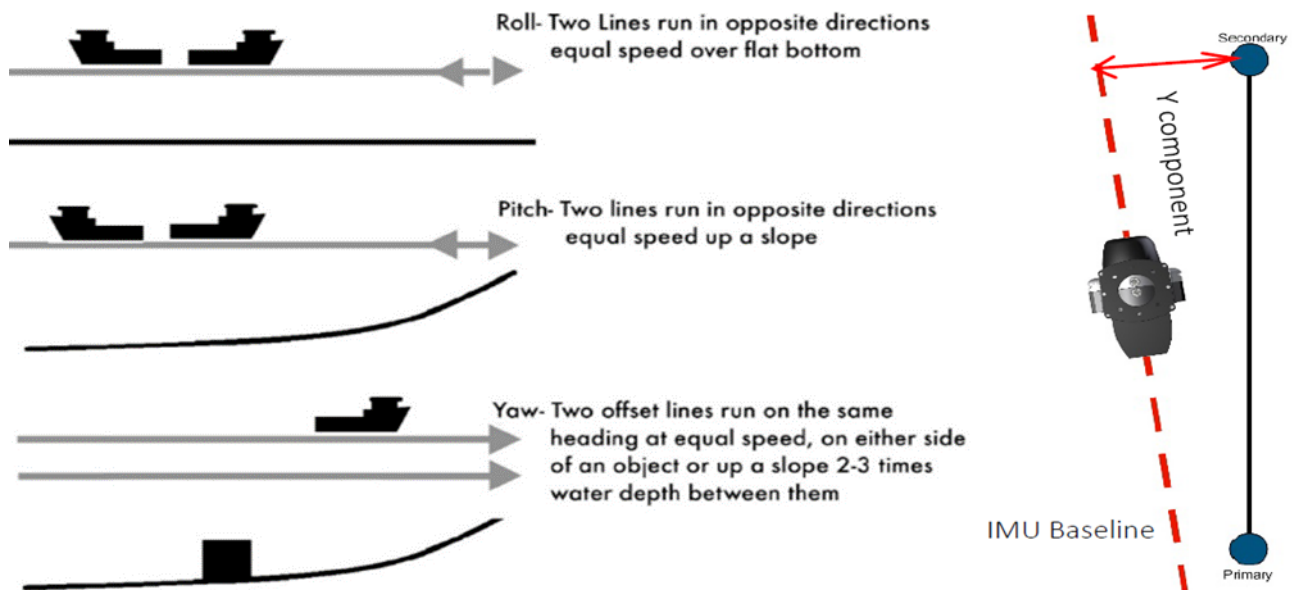 Roll- Two Lines run in opposite directions
equal speed over flat bottom
Pitch- Two lines run in opposite directions
equal speed up a slope
Yaw- Two offset lines run on the same
heading at equal speed, on either side
of an object or up a slope 2-3 times
water depth between them
Secondary
Y component
IMU Baseline
Primary